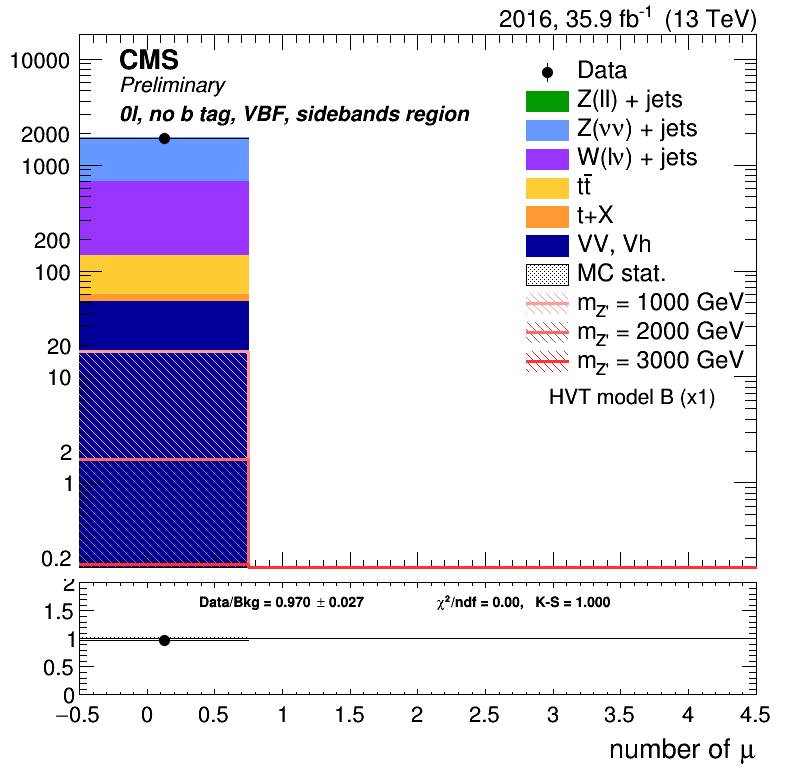 2016, 35.9 fb⁻¹ (13 TeV)
CMS
Preliminary
0l, no b tag, VBF, sidebands region
Data
Z(ll) + jets
Z(νν) + jets
W(lν) + jets
tt̄
t+X
VV, Vh
MC stat.
m_Z' = 1000 GeV
m_Z' = 2000 GeV
m_Z' = 3000 GeV
HVT model B (x1)
10000
2000
1000
200
100
20
10
2
1
0.2
Data/Bkg = 0.970 ± 0.027
χ²/ndf = 0.00, K-S = 1.000
2
1.5
1
0.5
0
−0.5 0 0.5 1 1.5 2 2.5 3 3.5 4 4.5
number of μ